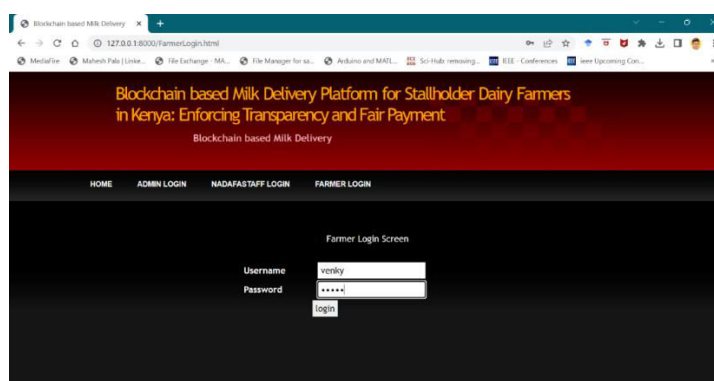 Blockchain based Milk Delivery
127.0.0.1:8000/FarmerLogin.html
MediaFire Mahesh Pala | Linke... File Exchange - MA... File Manager for sa... Arduino and MATL... Sci-Hub: removing... IEEE - Conferences ieee Upcoming Con...
Blockchain based Milk Delivery Platform for Stallholder Dairy Farmers
in Kenya: Enforcing Transparency and Fair Payment
Blockchain based Milk Delivery
HOME ADMIN LOGIN NADAFASTAFF LOGIN FARMER LOGIN
Farmer Login Screen
Username venky
Password •••••
login